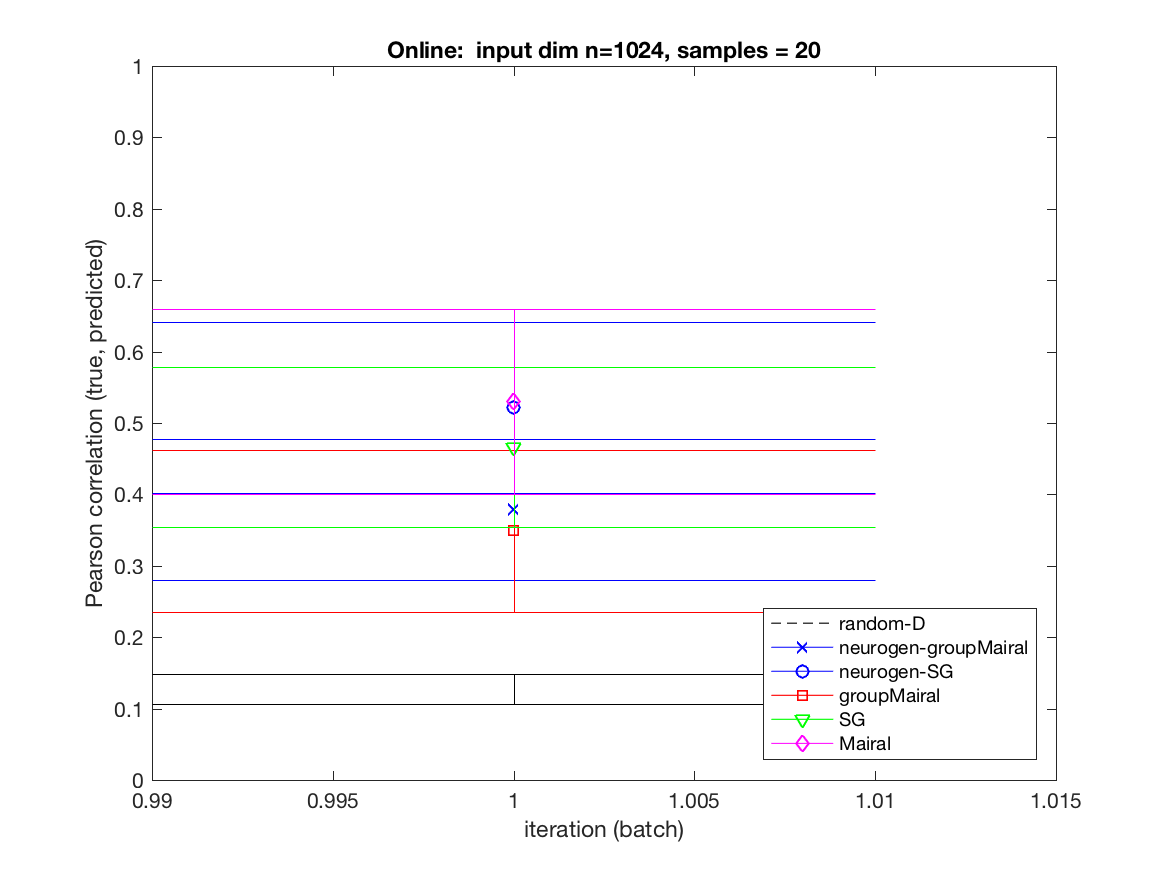 Online:  input dim n=1024, samples = 20
Pearson correlation (true, predicted)
1
0.9
0.8
0.7
0.6
0.5
0.4
0.3
0.2
0.1
0
random-D
neurogen-groupMairal
neurogen-SG
groupMairal
SG
Mairal
0.99
0.995
1
1.005
1.01
1.015
iteration (batch)